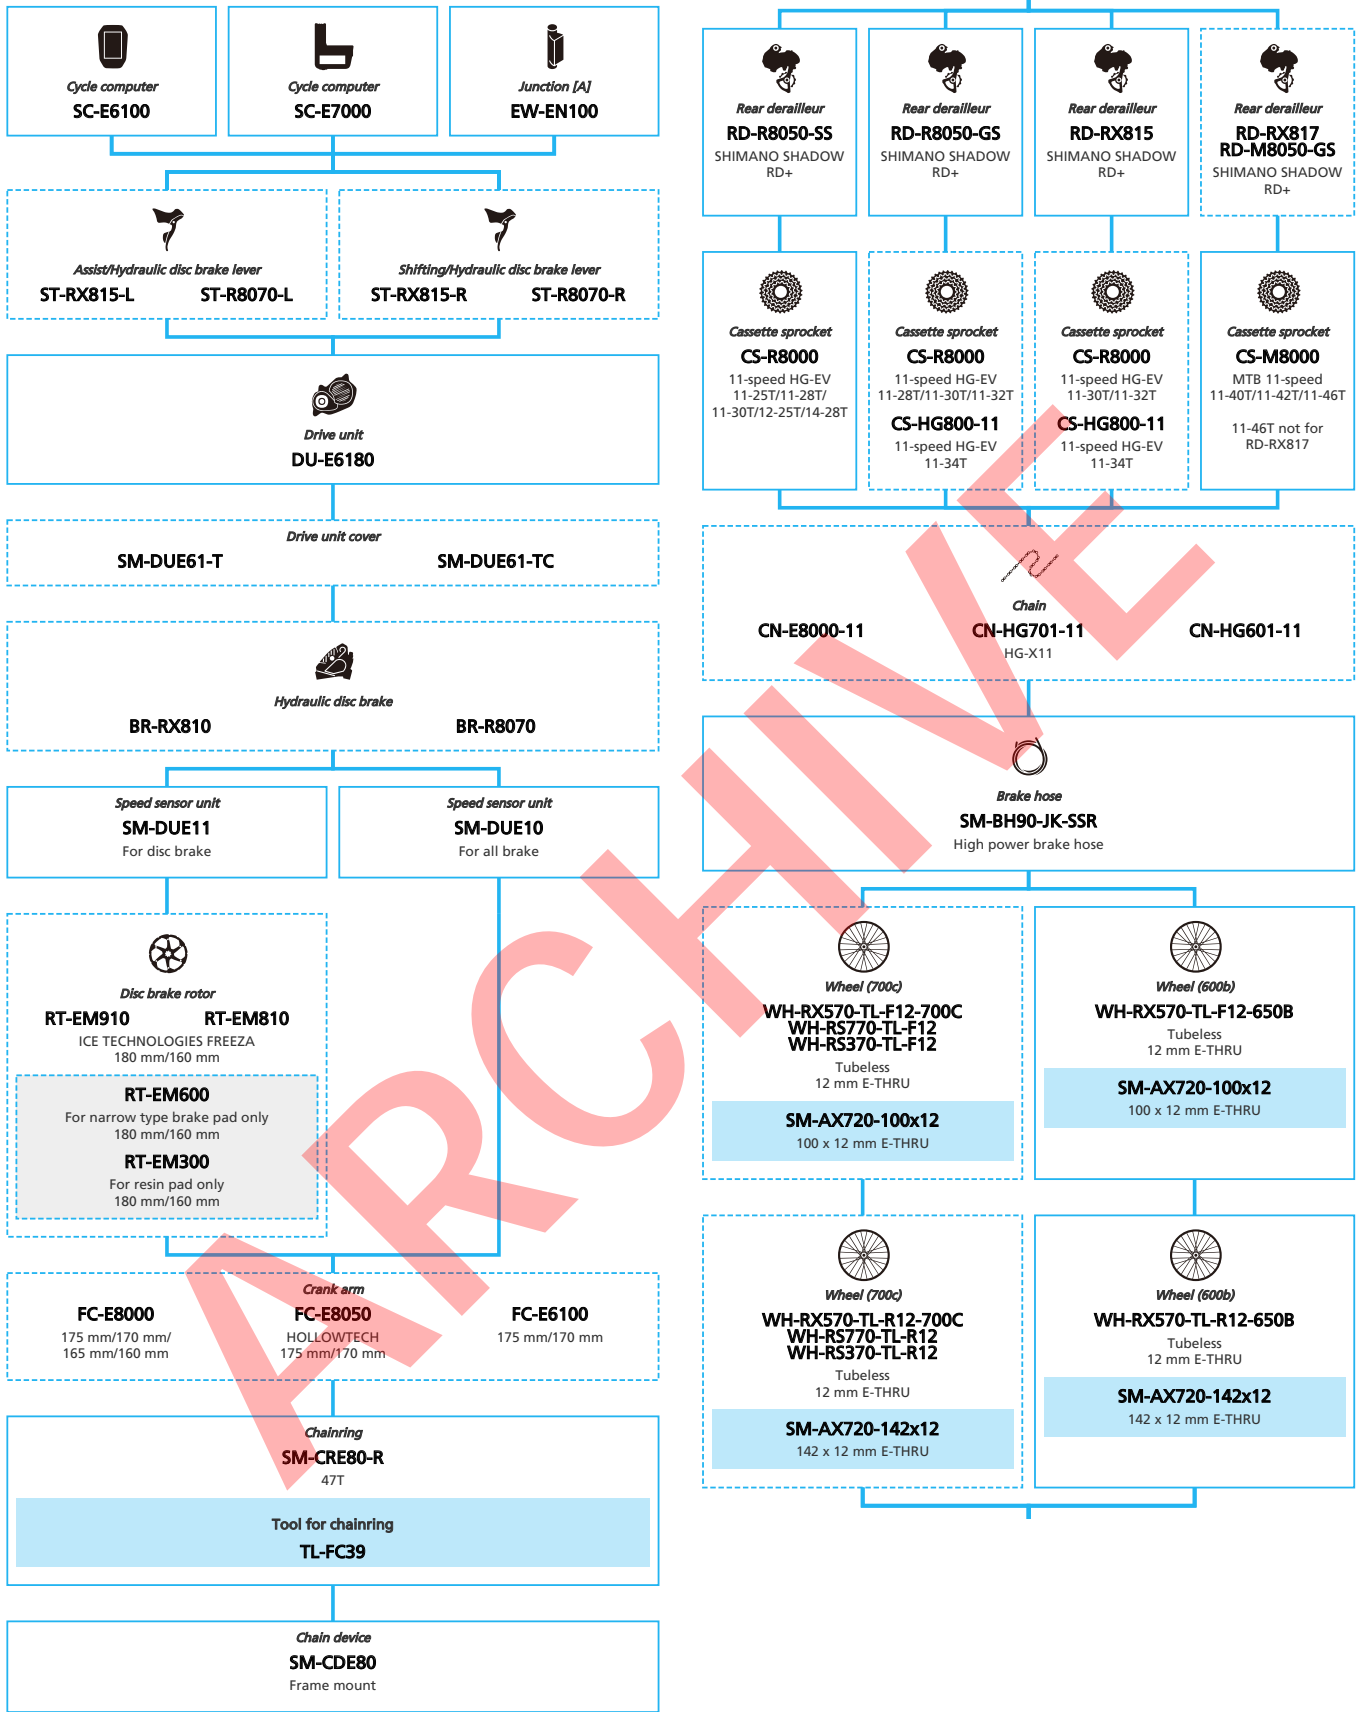 Cycle computer
SC-E6100
Cycle computer
SC-E7000
Junction [A]
EW-EN100
Assist/Hydraulic disc brake lever
ST-RX815-L ST-R8070-L
Shifting/Hydraulic disc brake lever
ST-RX815-R ST-R8070-R
Drive unit
DU-E6180
Drive unit cover
SM-DUE61-T SM-DUE61-TC
Hydraulic disc brake
BR-RX810 BR-R8070
Speed sensor unit
SM-DUE11
For disc brake
Speed sensor unit
SM-DUE10
For all brake
Disc brake rotor
RT-EM910 RT-EM810
ICE TECHNOLOGIES FREEZA
180 mm/160 mm
RT-EM600
For narrow type brake pad only
180 mm/160 mm
RT-EM300
For resin pad only
180 mm/160 mm
Crank arm
FC-E8000
175 mm/170 mm/
165 mm/160 mm
FC-E8050
HOLLOWTECH
175 mm/170 mm
FC-E6100
175 mm/170 mm
Chainring
SM-CRE80-R
47T
Tool for chainring
TL-FC39
Chain device
SM-CDE80
Frame mount
Rear derailleur
RD-R8050-SS
SHIMANO SHADOW
RD+
Rear derailleur
RD-R8050-GS
SHIMANO SHADOW
RD+
Rear derailleur
RD-RX815
SHIMANO SHADOW
RD+
Rear derailleur
RD-RX817
RD-M8050-GS
SHIMANO SHADOW
RD+
Cassette sprocket
CS-R8000
11-speed HG-EV
11-25T/11-28T/
11-30T/12-25T/14-28T
Cassette sprocket
CS-R8000
11-speed HG-EV
11-28T/11-30T/11-32T
CS-HG800-11
11-speed HG-EV
11-34T
Cassette sprocket
CS-R8000
11-speed HG-EV
11-30T/11-32T
CS-HG800-11
11-speed HG-EV
11-34T
Cassette sprocket
CS-M8000
MTB 11-speed
11-40T/11-42T/11-46T
11-46T not for
RD-RX817
Chain
CN-E8000-11 CN-HG701-11 CN-HG601-11
HG-X11
Brake hose
SM-BH90-JK-SSR
High power brake hose
Wheel (700c)
WH-RX570-TL-F12-700C
WH-RS770-TL-F12
WH-RS370-TL-F12
Tubeless
12 mm E-THRU
SM-AX720-100x12
100 x 12 mm E-THRU
Wheel (600b)
WH-RX570-TL-F12-650B
Tubeless
12 mm E-THRU
SM-AX720-100x12
100 x 12 mm E-THRU
Wheel (700c)
WH-RX570-TL-R12-700C
WH-RS770-TL-R12
WH-RS370-TL-R12
Tubeless
12 mm E-THRU
SM-AX720-142x12
142 x 12 mm E-THRU
Wheel (600b)
WH-RX570-TL-R12-650B
Tubeless
12 mm E-THRU
SM-AX720-142x12
142 x 12 mm E-THRU
ARCHIVE